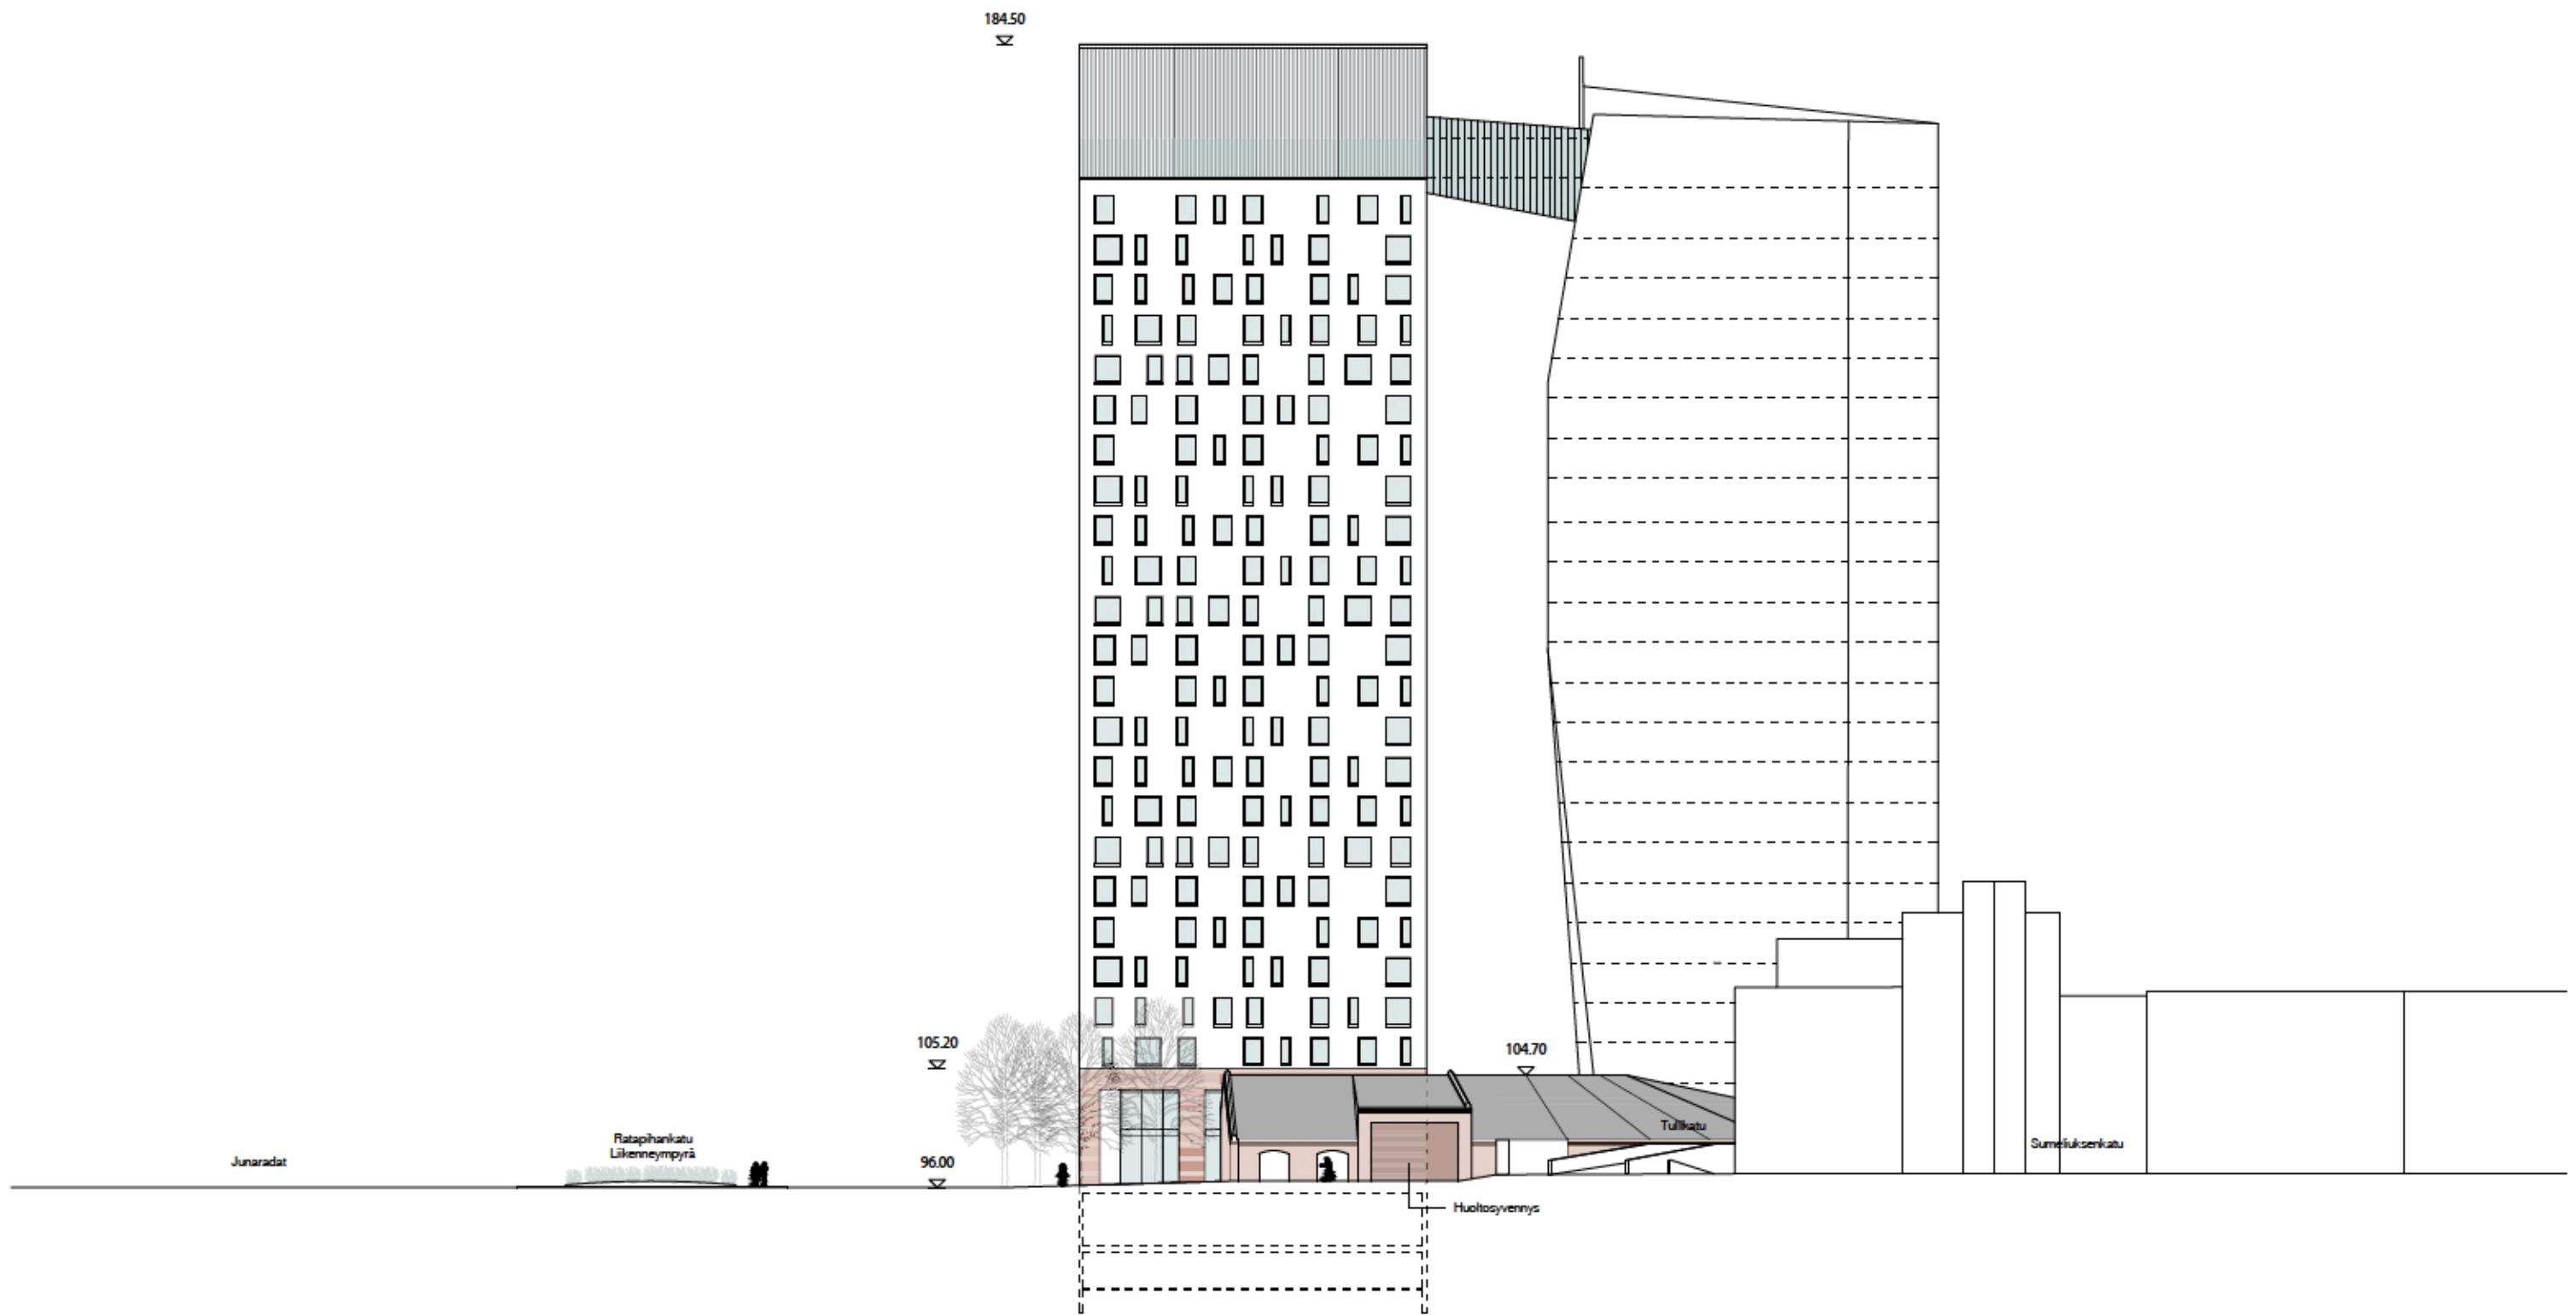 184.50
105.20
104.70
Tullikatu
Ratapihankatu
Liikenneympyrä
Sumeliuksenkatu
Junaradat
96.00
Huoltosyvennys